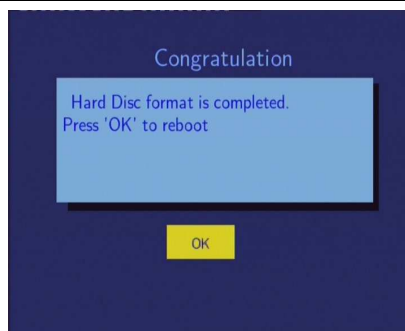 Congratulation
Hard Disc format is completed.
Press 'OK' to reboot
OK